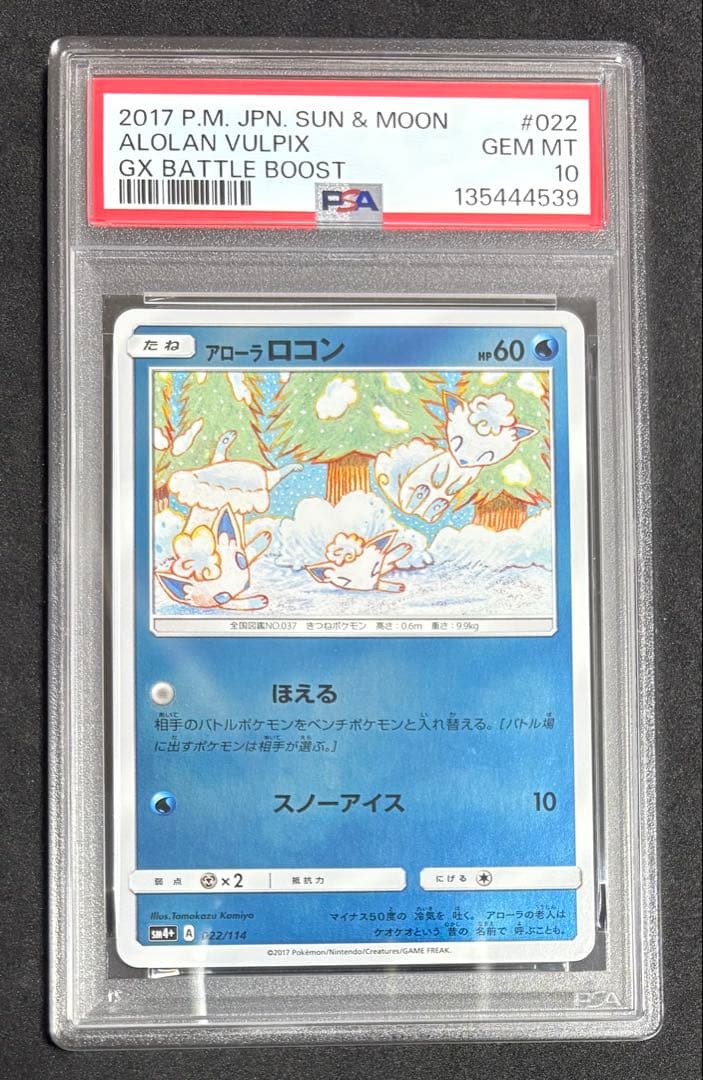 2017 P.M. JPN. SUN & MOON #022
ALOLAN VULPIX GEM MT
GX BATTLE BOOST 10
PSA 135444539
たね アローラ ロコン HP 60
全国図鑑NO.037 きつねポケモン 高さ:0.6m 重さ:9.9kg
ほえる
相手のバトルポケモンをベンチポケモンと入れ替える。[バトル場
に出すポケモンは相手が選ぶ。]
スノーアイス 10
弱点 ×2 抵抗力 にげる
Illus.Tomokazu Komiya
マイナス50度の 冷気を 吐く。 アローラの老人は
ケオケオという 昔の 名前で 呼ぶことも。
SM4+ A 022/114
©2017 Pokémon/Nintendo/Creatures/GAME FREAK.
PSA